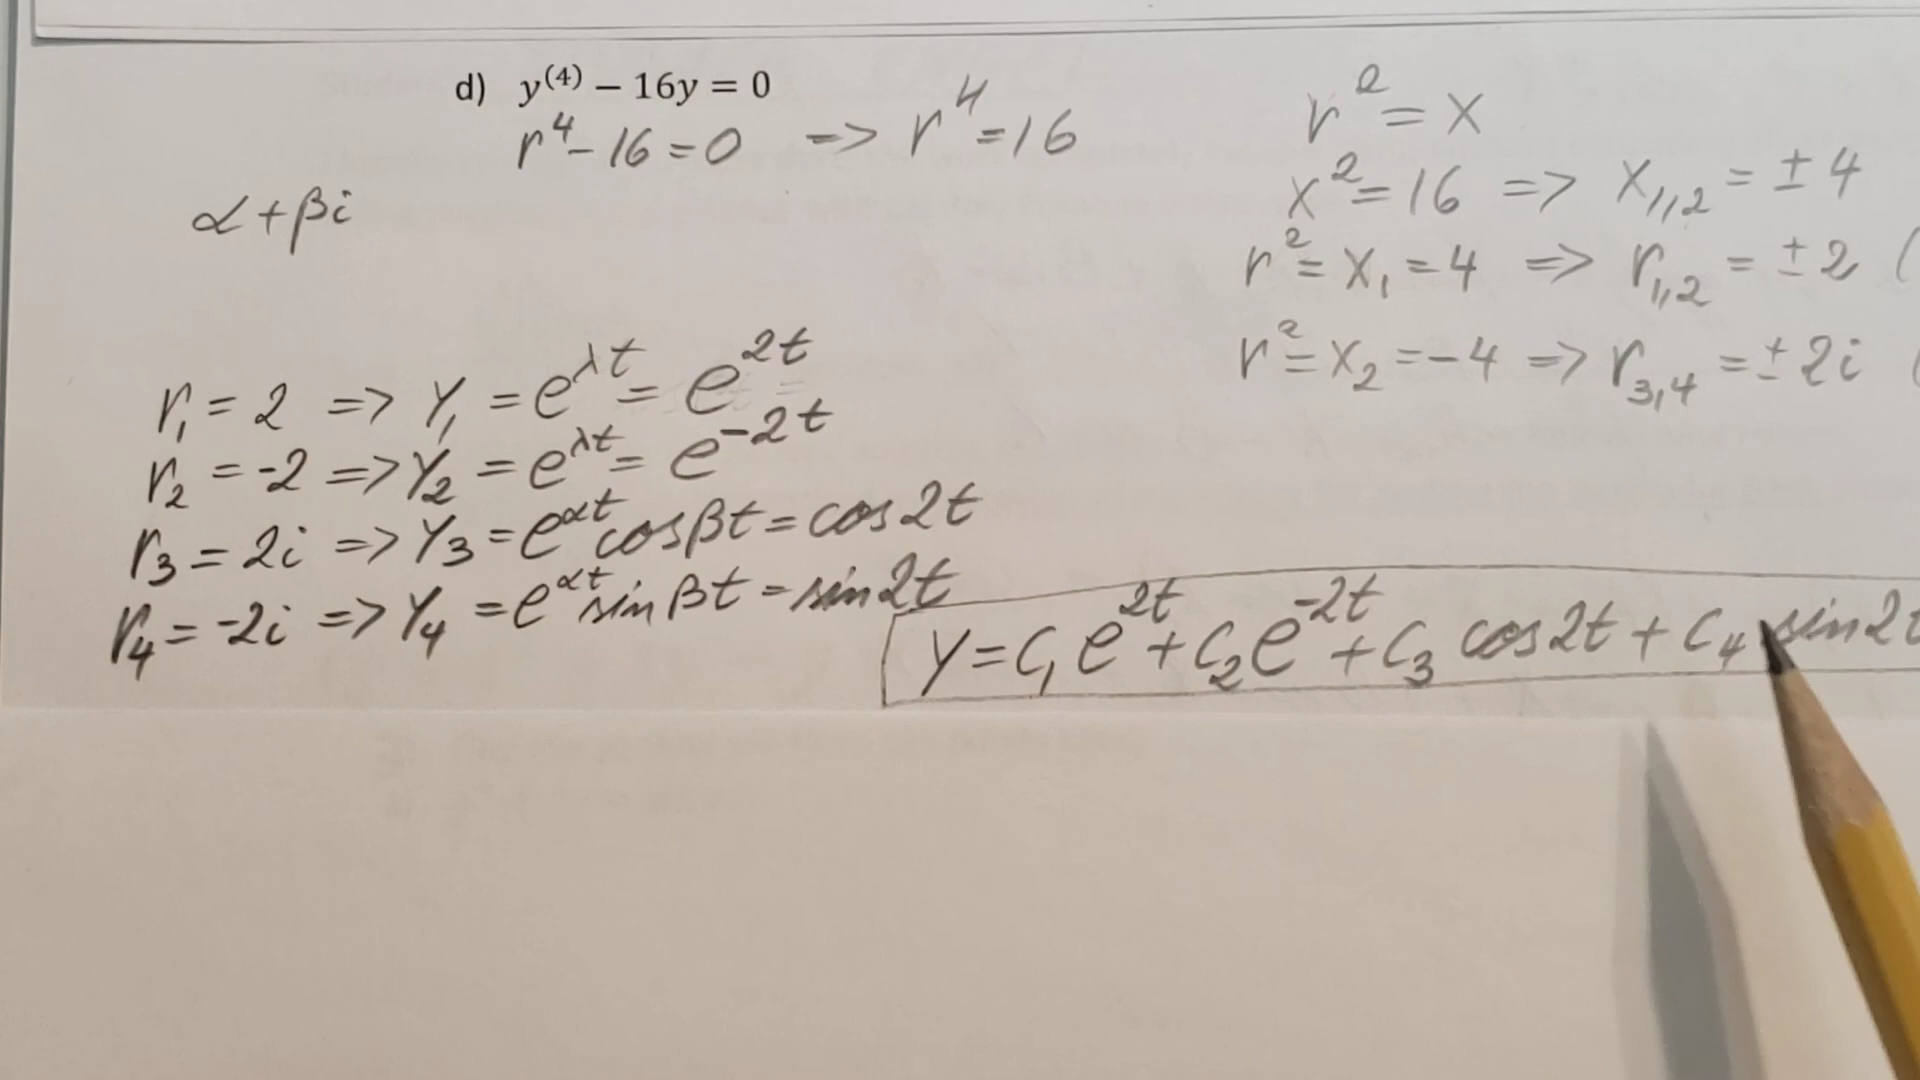 d) y⁽⁴⁾ − 16y = 0
r⁴ − 16 = 0 => r⁴ = 16
α + βi
r² = x
x² = 16 => x₁,₂ = ± 4
r² = x₁ = 4 => r₁,₂ = ± 2 (
r² = x₂ = −4 => r₃,₄ = ± 2i (
r₁ = 2 => Y₁ = e^λt = e^2t
r₂ = -2 => Y₂ = e^λt = e^−2t
r₃ = 2i => Y₃ = e^αt cosβt = cos2t
r₄ = -2i => Y₄ = e^αt sinβt = sin2t
y = C₁e^2t + C₂e^-2t + C₃ cos2t + C₄ sin2t